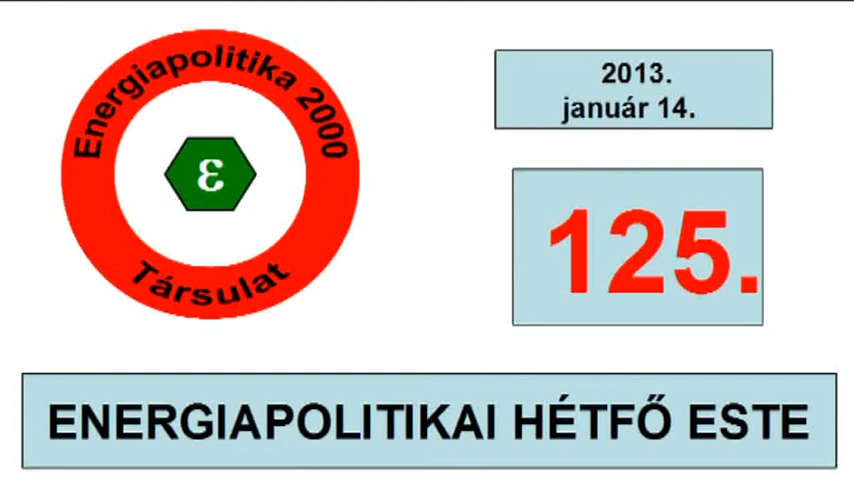 Energiapolitika 2000
ε
Társulat
2013.
január 14.
125.
ENERGIAPOLITIKAI HÉTFŐ ESTE